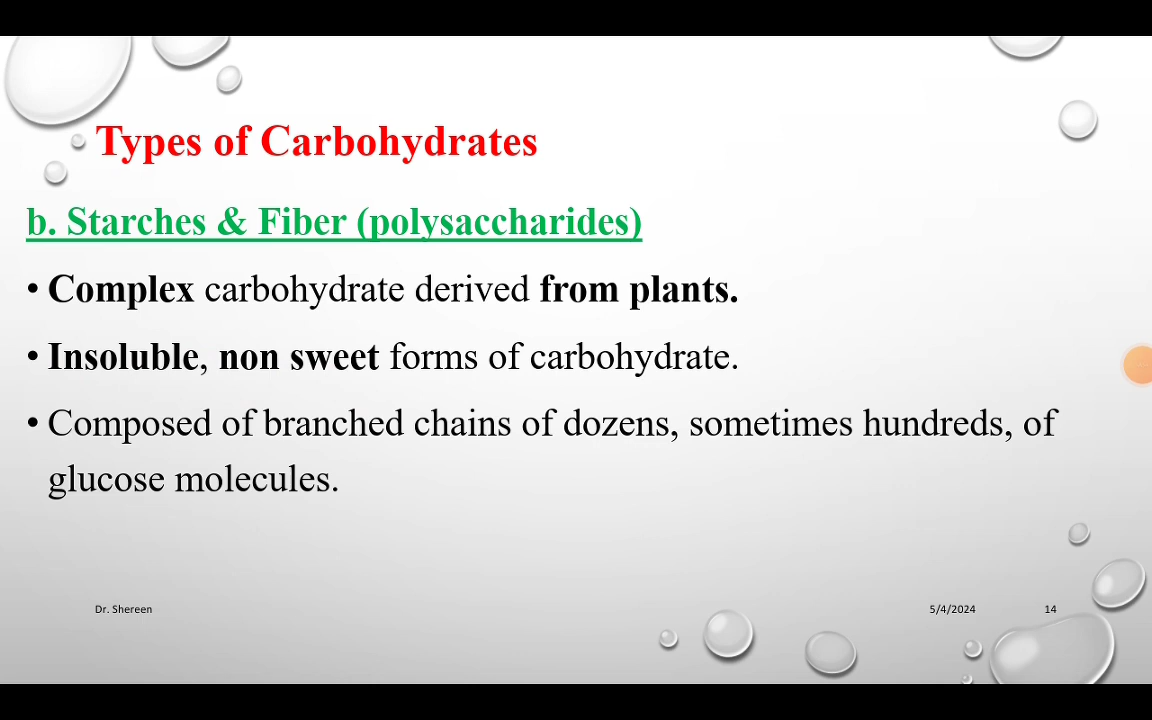 Types of Carbohydrates
b. Starches & Fiber (polysaccharides)
• Complex carbohydrate derived from plants.
• Insoluble, non sweet forms of carbohydrate.
• Composed of branched chains of dozens, sometimes hundreds, of
glucose molecules.
Dr. Shereen 5/4/2024 14